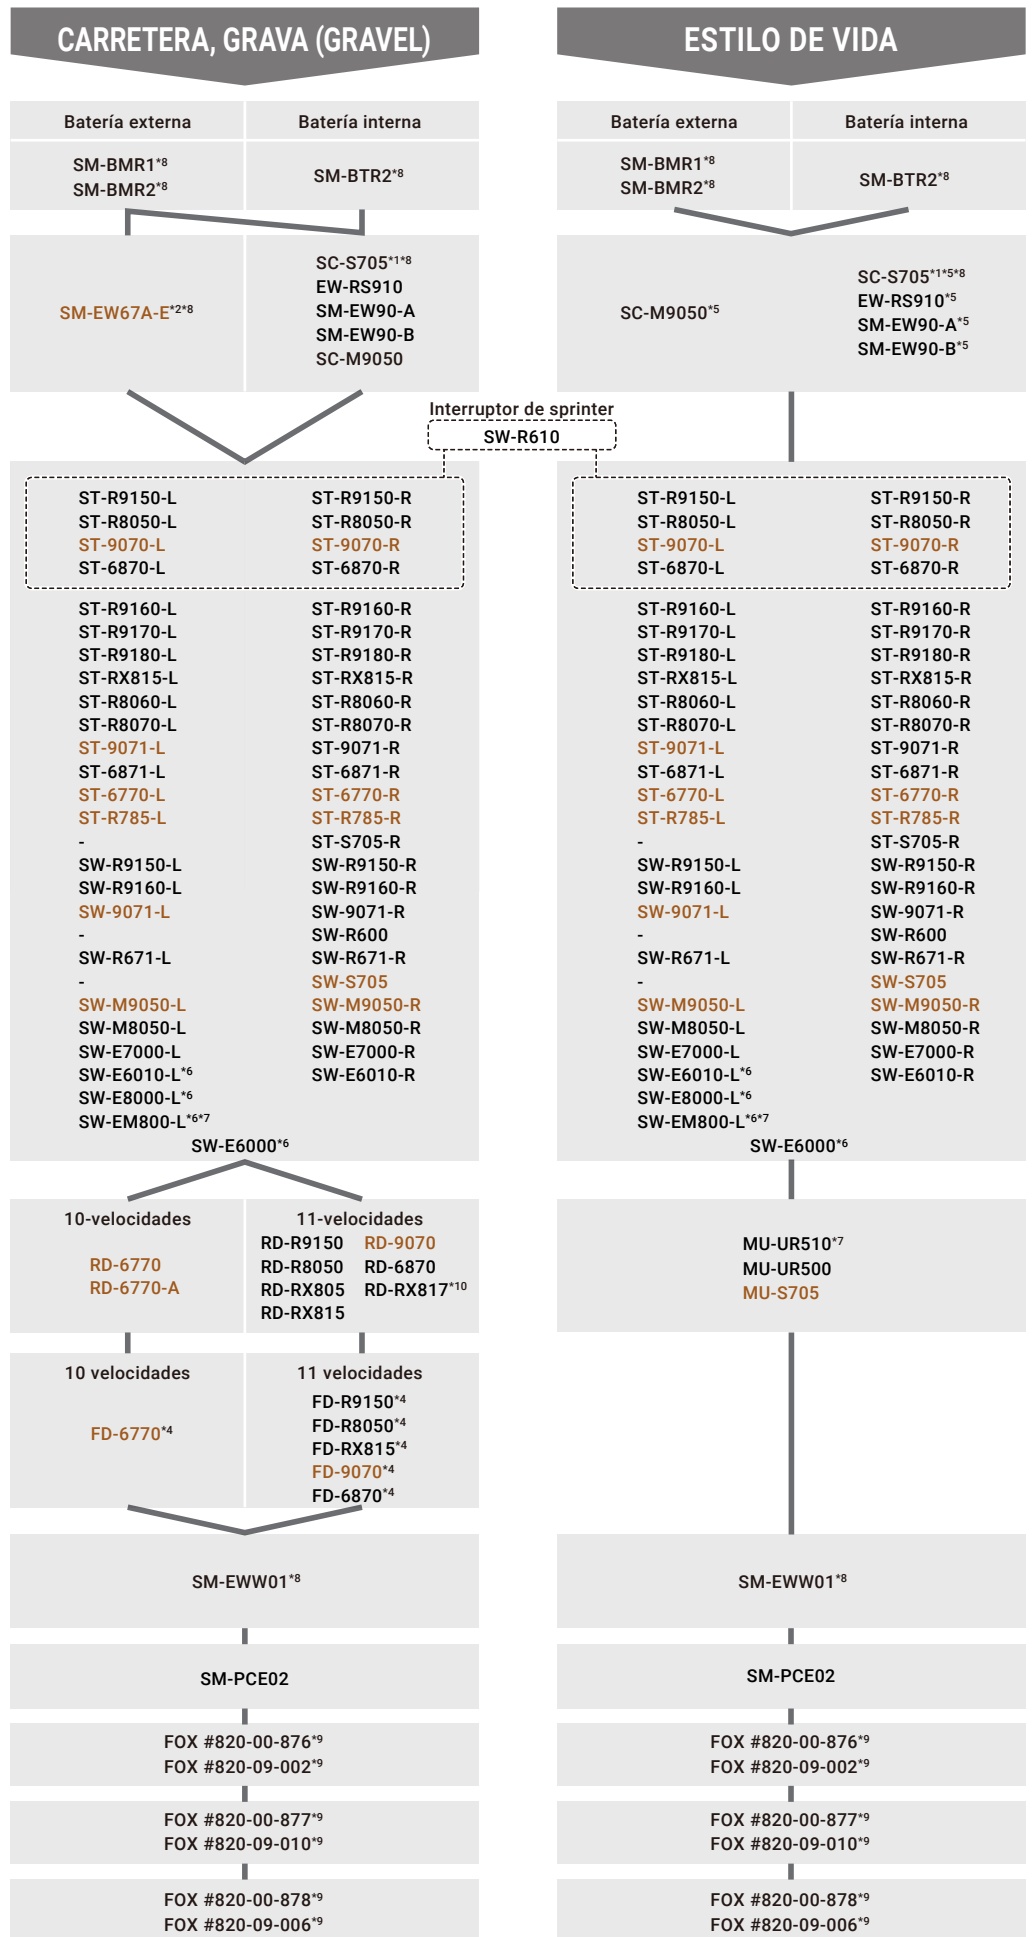 CARRETERA, GRAVA (GRAVEL)
Batería externa
Batería interna
SM-BMR1*8
SM-BMR2*8
SM-BTR2*8
SM-EW67A-E*2*8
SC-S705*1*8
EW-RS910
SM-EW90-A
SM-EW90-B
SC-M9050
Interruptor de sprinter
SW-R610
ST-R9150-L ST-R9150-R
ST-R8050-L ST-R8050-R
ST-9070-L ST-9070-R
ST-6870-L ST-6870-R
ST-R9160-L ST-R9160-R
ST-R9170-L ST-R9170-R
ST-R9180-L ST-R9180-R
ST-RX815-L ST-RX815-R
ST-R8060-L ST-R8060-R
ST-R8070-L ST-R8070-R
ST-9071-L ST-9071-R
ST-6871-L ST-6871-R
ST-6770-L ST-6770-R
ST-R785-L ST-R785-R
- ST-S705-R
SW-R9150-L SW-R9150-R
SW-R9160-L SW-R9160-R
SW-9071-L SW-9071-R
- SW-R600
SW-R671-L SW-R671-R
- SW-S705
SW-M9050-L SW-M9050-R
SW-M8050-L SW-M8050-R
SW-E7000-L SW-E7000-R
SW-E6010-L*6 SW-E6010-R
SW-E8000-L*6
SW-EM800-L*6*7
SW-E6000*6
10-velocidades
RD-6770
RD-6770-A
11-velocidades
RD-R9150 RD-9070
RD-R8050 RD-6870
RD-RX805 RD-RX817*10
RD-RX815
10 velocidades
FD-6770*4
11 velocidades
FD-R9150*4
FD-R8050*4
FD-RX815*4
FD-9070*4
FD-6870*4
SM-EWW01*8
SM-PCE02
FOX #820-00-876*9
FOX #820-09-002*9
FOX #820-00-877*9
FOX #820-09-010*9
FOX #820-00-878*9
FOX #820-09-006*9
ESTILO DE VIDA
Batería externa
Batería interna
SM-BMR1*8
SM-BMR2*8
SM-BTR2*8
SC-M9050*5
SC-S705*1*5*8
EW-RS910*5
SM-EW90-A*5
SM-EW90-B*5
ST-R9150-L ST-R9150-R
ST-R8050-L ST-R8050-R
ST-9070-L ST-9070-R
ST-6870-L ST-6870-R
ST-R9160-L ST-R9160-R
ST-R9170-L ST-R9170-R
ST-R9180-L ST-R9180-R
ST-RX815-L ST-RX815-R
ST-R8060-L ST-R8060-R
ST-R8070-L ST-R8070-R
ST-9071-L ST-9071-R
ST-6871-L ST-6871-R
ST-6770-L ST-6770-R
ST-R785-L ST-R785-R
- ST-S705-R
SW-R9150-L SW-R9150-R
SW-R9160-L SW-R9160-R
SW-9071-L SW-9071-R
- SW-R600
SW-R671-L SW-R671-R
- SW-S705
SW-M9050-L SW-M9050-R
SW-M8050-L SW-M8050-R
SW-E7000-L SW-E7000-R
SW-E6010-L*6 SW-E6010-R
SW-E8000-L*6
SW-EM800-L*6*7
SW-E6000*6
MU-UR510*7
MU-UR500
MU-S705
SM-EWW01*8
SM-PCE02
FOX #820-00-876*9
FOX #820-09-002*9
FOX #820-00-877*9
FOX #820-09-010*9
FOX #820-00-878*9
FOX #820-09-006*9